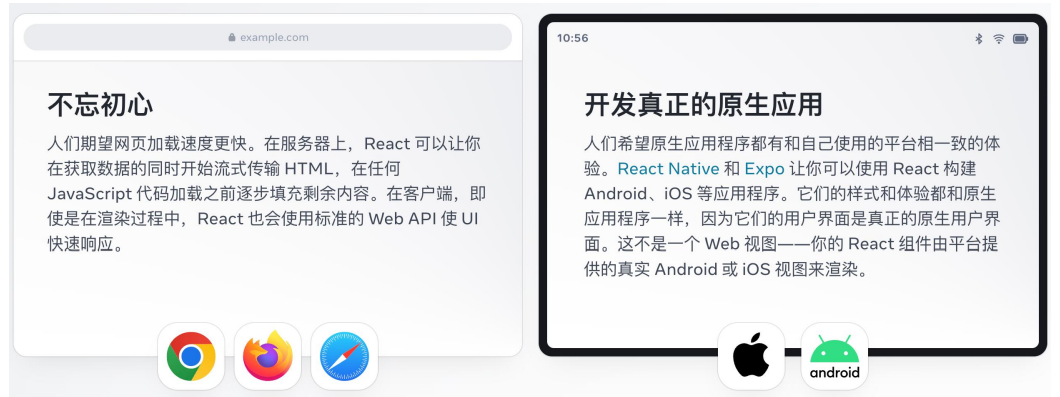 example.com
不忘初心
人们期望网页加载速度更快。在服务器上，React 可以让你
在获取数据的同时开始流式传输 HTML，在任何
JavaScript 代码加载之前逐步填充剩余内容。在客户端，即
使是在渲染过程中，React 也会使用标准的 Web API 使 UI
快速响应。
10:56
开发真正的原生应用
人们希望原生应用程序都有和自己使用的平台相一致的体
验。React Native 和 Expo 让你可以使用 React 构建
Android、iOS 等应用程序。它们的样式和体验都和原生
应用程序一样，因为它们的用户界面是真正的原生用户界
面。这不是一个 Web 视图——你的 React 组件由平台提
供的真实 Android 或 iOS 视图来渲染。
android